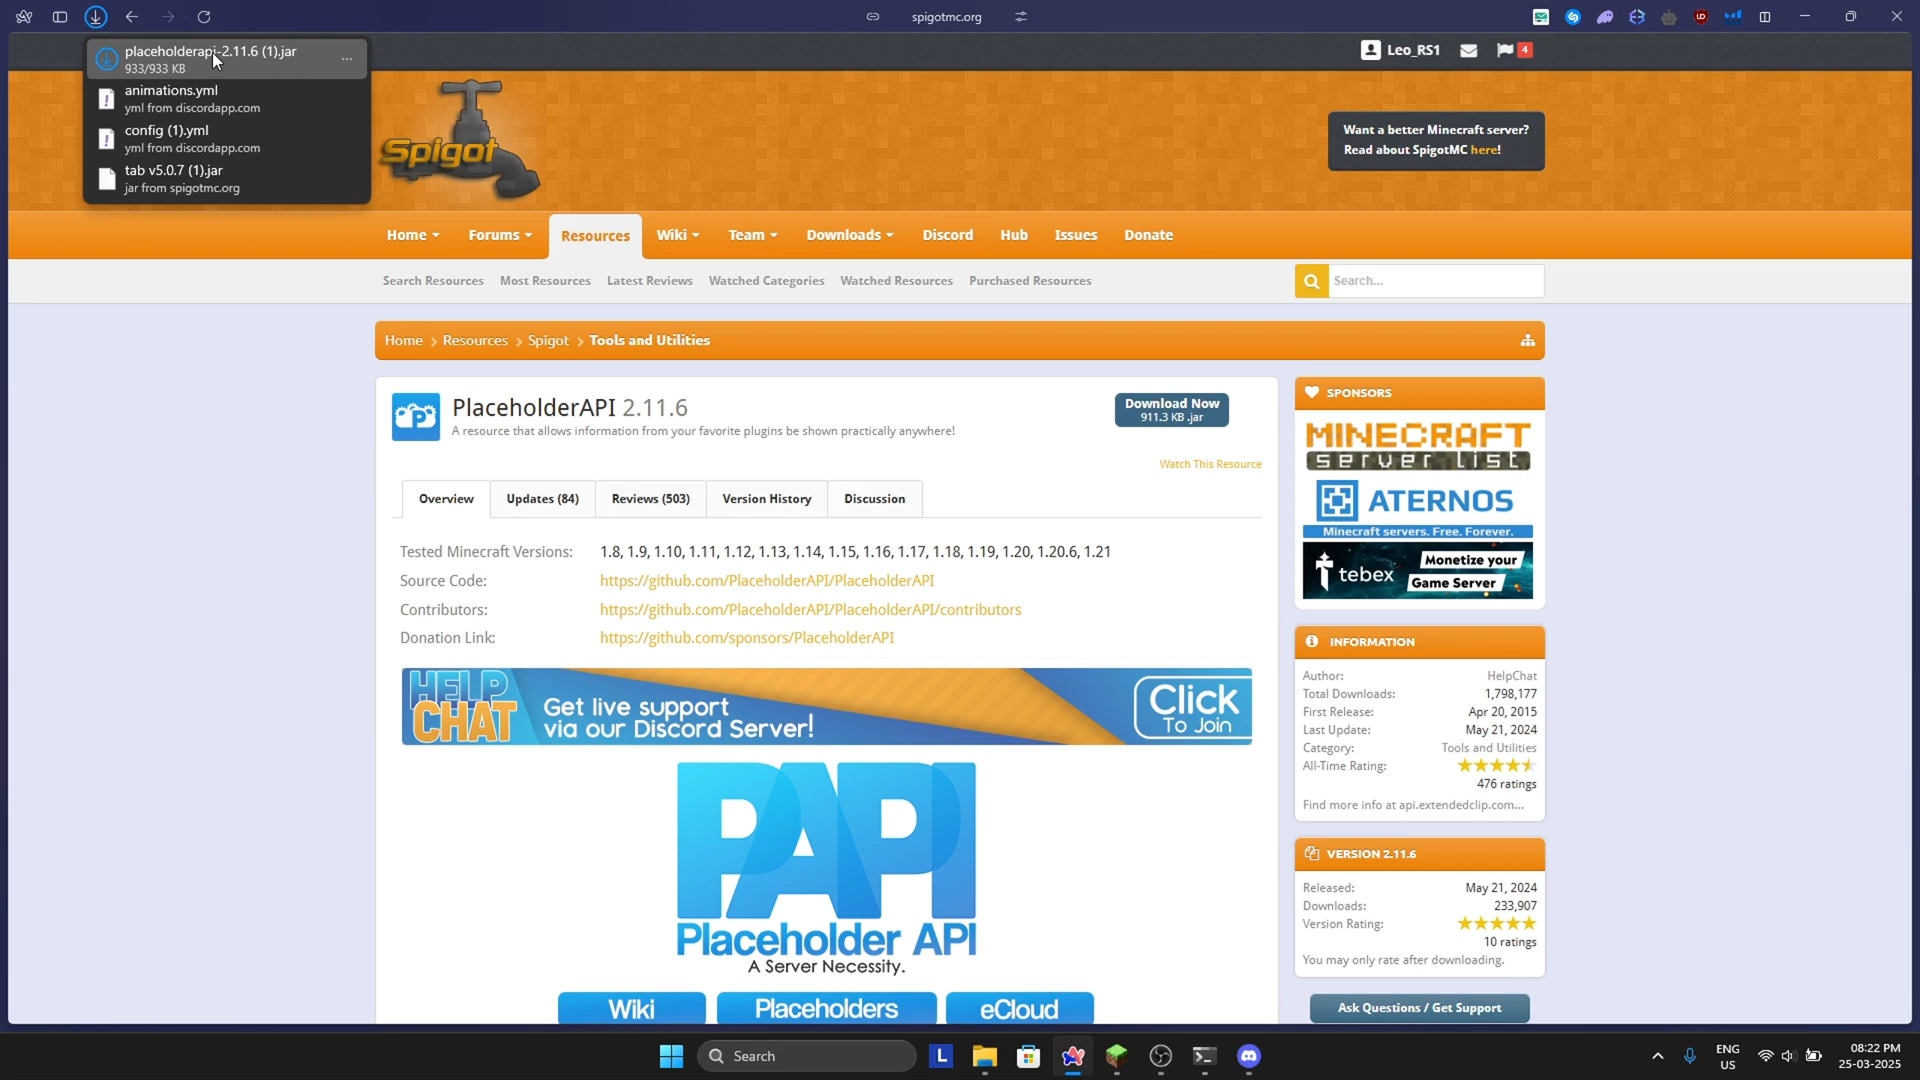 spigotmc.org
placeholderapi-2.11.6 (1).jar
933/933 KB
animations.yml
yml from discordapp.com
config (1).yml
yml from discordapp.com
tab v5.0.7 (1).jar
jar from spigotmc.org
Leo_RS1
4
Spigot
Want a better Minecraft server?
Read about SpigotMC here!
Home
Forums
Resources
Wiki
Team
Downloads
Discord
Hub
Issues
Donate
Search Resources
Most Resources
Latest Reviews
Watched Categories
Watched Resources
Purchased Resources
Search...
Home
Resources
Spigot
Tools and Utilities
PlaceholderAPI 2.11.6
A resource that allows information from your favorite plugins be shown practically anywhere!
Download Now
911.3 KB .jar
Watch This Resource
Overview
Updates (84)
Reviews (503)
Version History
Discussion
Tested Minecraft Versions: 1.8, 1.9, 1.10, 1.11, 1.12, 1.13, 1.14, 1.15, 1.16, 1.17, 1.18, 1.19, 1.20, 1.20.6, 1.21
Source Code: https://github.com/PlaceholderAPI/PlaceholderAPI
Contributors: https://github.com/PlaceholderAPI/PlaceholderAPI/contributors
Donation Link: https://github.com/sponsors/PlaceholderAPI
HELP
CHAT
Get live support
via our Discord Server!
Click
To Join
PAPI
Placeholder API
A Server Necessity.
Wiki
Placeholders
eCloud
SPONSORS
MINECRAFT
SERVER LIST
ATERNOS
Minecraft servers. Free. Forever.
tebex
Monetize your
Game Server
INFORMATION
Author: HelpChat
Total Downloads: 1,798,177
First Release: Apr 20, 2015
Last Update: May 21, 2024
Category: Tools and Utilities
All-Time Rating:
476 ratings
Find more info at api.extendedclip.com...
VERSION 2.11.6
Released: May 21, 2024
Downloads: 233,907
Version Rating:
10 ratings
You may only rate after downloading.
Ask Questions / Get Support
Search
L
ENG
US
08:22 PM
25-03-2025